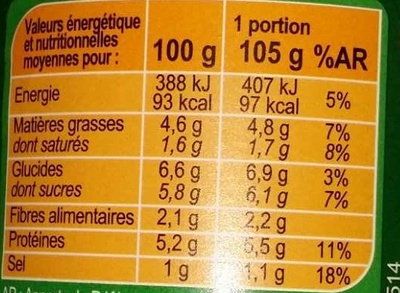 Valeurs énergétique
et nutritionnelles 1 portion
moyennes pour : 100 g 105 g %AR
388 kJ 407 kJ
Energie 93 kcal 97 kcal 5%
Matières grasses 4,6 g 4,8 g 7%
dont saturés 1,6 g 1,7 g 8%
Glucides 6,6 g 6,9 g 3%
dont sucres 5,8 g 6,1 g 7%
Fibres alimentaires 2,1 g 2,2 g
Protéines 5,2 g 5,5 g 11%
Sel 1 g 1,1 g 18%
514